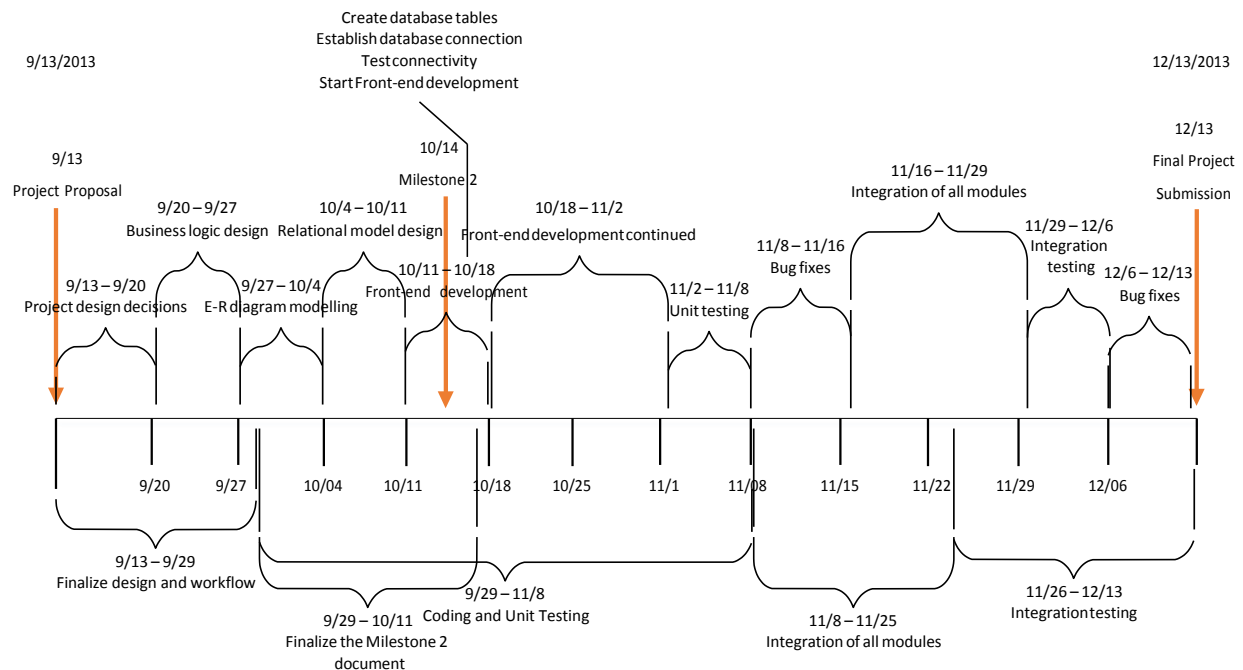 Create database tables
Establish database connection
Test connectivity
Start Front-end development
9/13/2013
12/13/2013
9/13
Project Proposal
10/14
Milestone 2
12/13
Final Project
Submission
9/13 – 9/20
Project design decisions
9/20 – 9/27
Business logic design
9/27 – 10/4
E-R diagram modelling
10/4 – 10/11
Relational model design
10/11 – 10/18
Front-end development
10/18 – 11/2
Front-end development continued
11/2 – 11/8
Unit testing
11/8 – 11/16
Bug fixes
11/16 – 11/29
Integration of all modules
11/29 – 12/6
Integration
testing
12/6 – 12/13
Bug fixes
9/20
9/27
10/04
10/11
10/18
10/25
11/1
11/08
11/15
11/22
11/29
12/06
9/13 – 9/29
Finalize design and workflow
9/29 – 10/11
Finalize the Milestone 2
document
9/29 – 11/8
Coding and Unit Testing
11/8 – 11/25
Integration of all modules
11/26 – 12/13
Integration testing